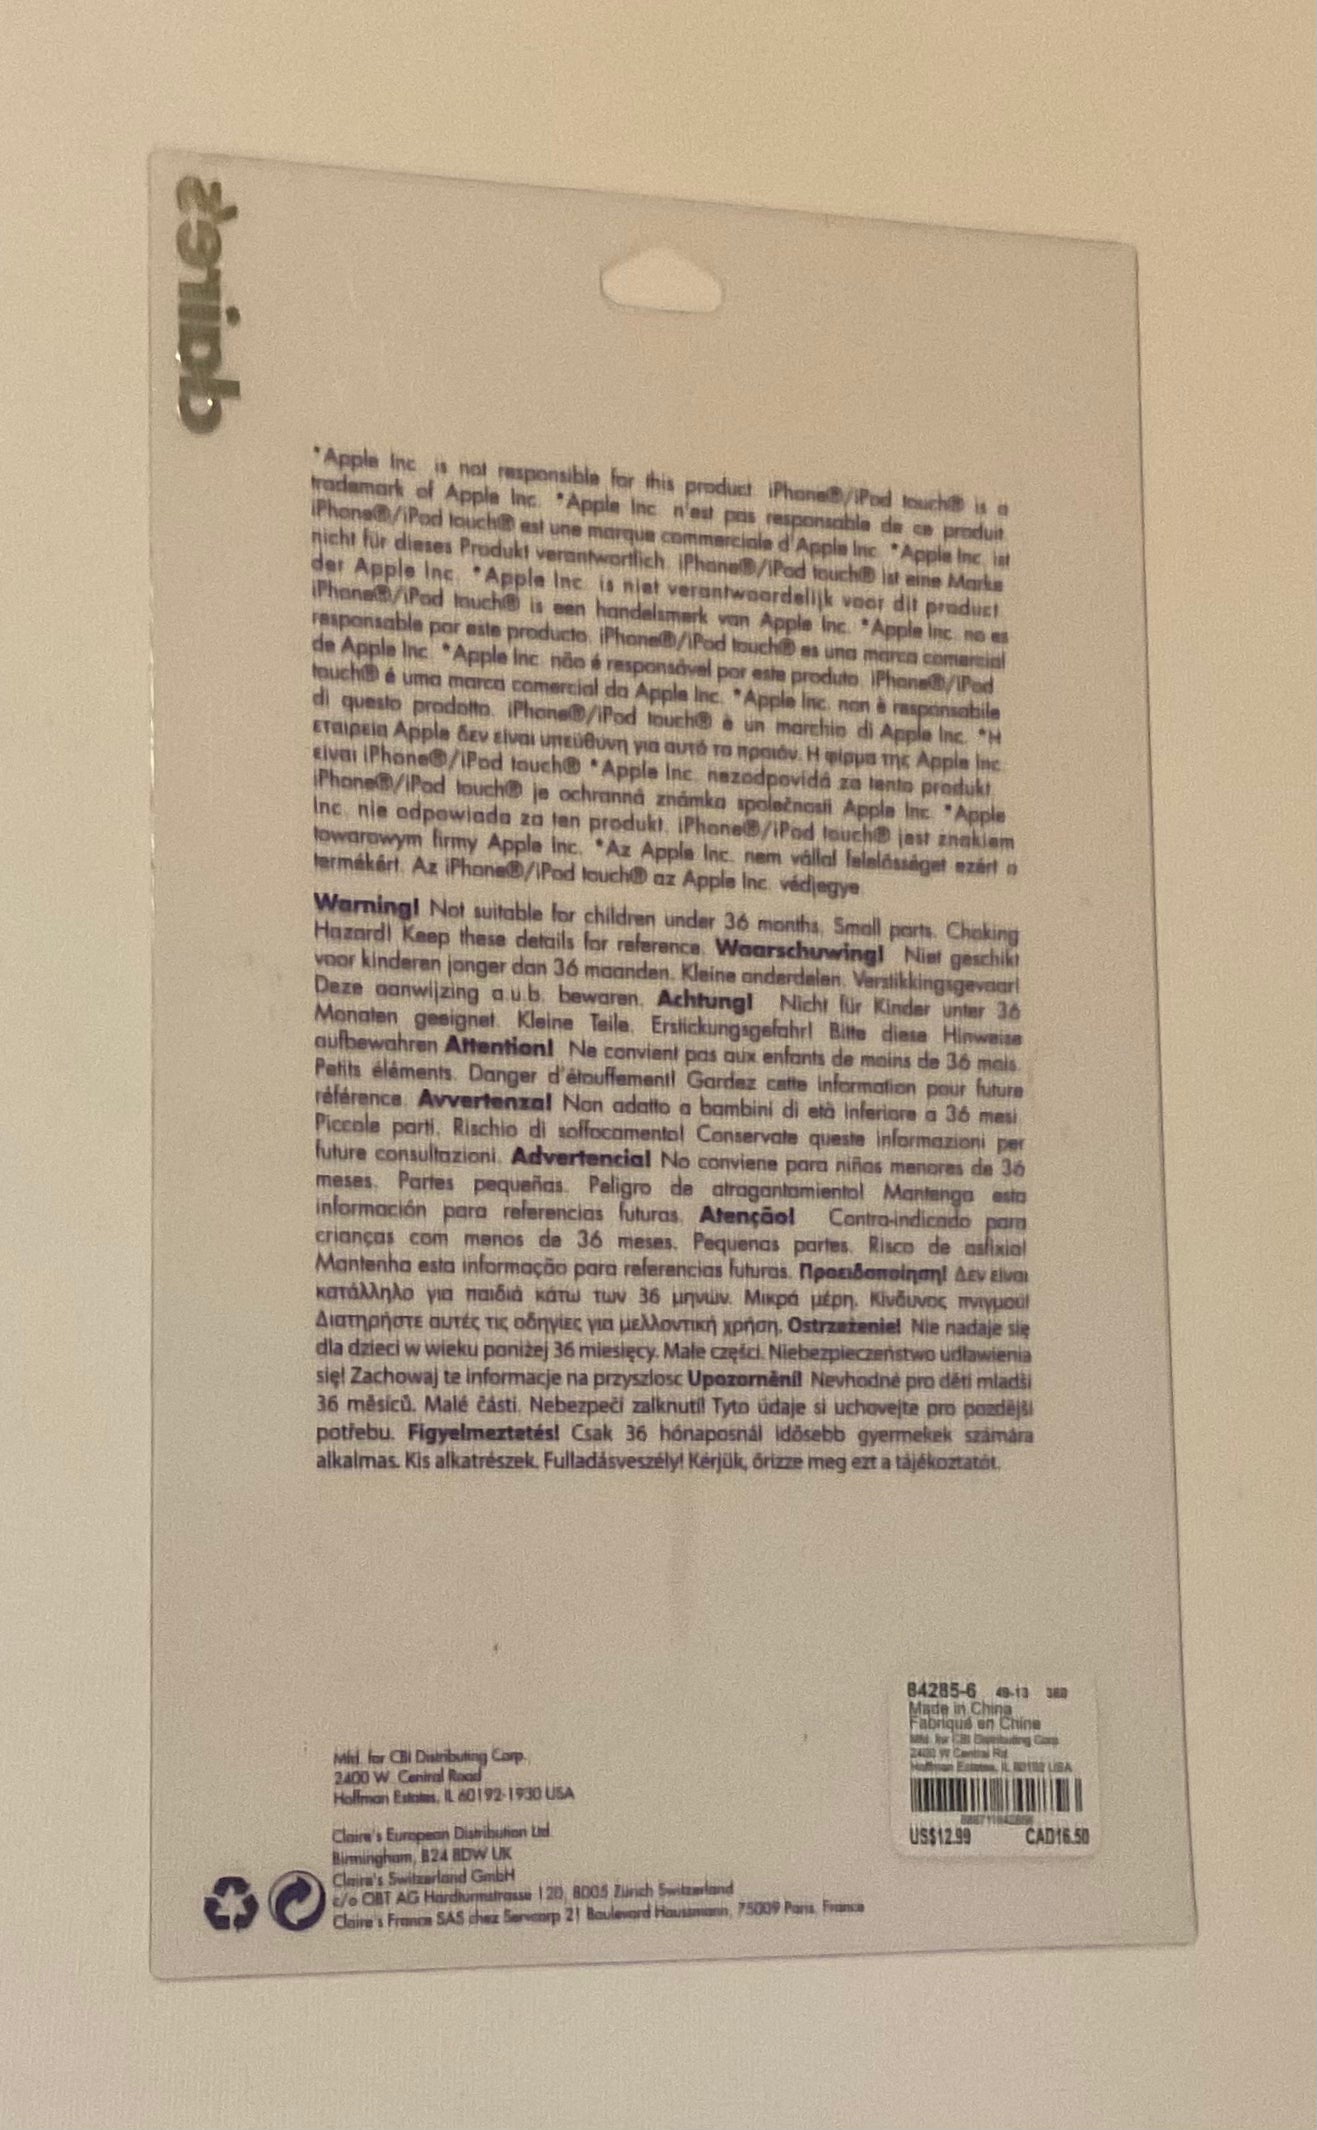 claire's
*Apple Inc. is not responsible for this product. iPhone®/iPod touch® is a
trademark of Apple Inc. *Apple Inc. n'est pas responsable de ce produit.
iPhone®/iPod touch® est une marque commerciale d'Apple Inc. *Apple Inc. ist
nicht für dieses Produkt verantwortlich. iPhone®/iPod touch® ist eine Marke
der Apple Inc. *Apple Inc. is niet verantwoordelijk voor dit product.
iPhone®/iPod touch® is een handelsmerk van Apple Inc. *Apple Inc. no es
responsable por este producto. iPhone®/iPod touch® es una marca comercial
de Apple Inc. *Apple Inc. não é responsável por este produto. iPhone®/iPod
touch® é uma marca comercial da Apple Inc. *Apple Inc. non è responsabile
di questo prodotto. iPhone®/iPod touch® è un marchio di Apple Inc. *Η
εταιρεία Apple δεν είναι υπεύθυνη για αυτό το προιόν. Η φίρμα της Apple Inc.
είναι iPhone®/iPod touch® *Apple Inc. nezodpovídá za tento produkt.
iPhone®/iPod touch® je ochranná známka společnosti Apple Inc. *Apple
Inc. nie odpowiada za ten produkt. iPhone®/iPod touch® jest znakiem
towarowym firmy Apple Inc. *Az Apple Inc. nem vállal felelősséget ezért a
termékért. Az iPhone®/iPod touch® az Apple Inc. védjegye
Warning! Not suitable for children under 36 months. Small parts. Choking
Hazard! Keep these details for reference. Waarschuwing! Niet geschikt
voor kinderen jonger dan 36 maanden. Kleine onderdelen. Verstikkingsgevaar!
Deze aanwijzing a.u.b. bewaren. Achtung! Nicht für Kinder unter 36
Monaten geeignet. Kleine Teile. Erstickungsgefahr! Bitte diese Hinweise
aufbewahren Attention! Ne convient pas aux enfants de moins de 36 mois.
Petits éléments. Danger d'étouffement! Gardez cette information pour future
référence. Avvertenza! Non adatto a bambini di età inferiore a 36 mesi
Piccole parti. Rischio di soffocamento! Conservate queste informazioni per
future consultazioni. Advertencia! No conviene para niños menores de 36
meses. Partes pequeñas. Peligro de atragantamiento! Mantenga esta
información para referencias futuras. Atenção! Contra-indicado para
crianças com menos de 36 meses. Pequenas partes. Risco de asfixia!
Mantenha esta informação para referencias futuras. Προειδοποίηση! Δεν είναι
κατάλληλο για παιδιά κάτω των 36 μηνών. Μικρά μέρη. Κίνδυνος πνιγμού!
Διατηρήστε αυτές τις οδηγίες για μελλοντική χρήση. Ostrzeżenie! Nie nadaje się
dla dzieci w wieku poniżej 36 miesięcy. Małe części. Niebezpieczeństwo udławienia
się! Zachowaj te informacje na przyszlosc Upozornění! Nevhodné pro děti mladší
36 měsíců. Malé části. Nebezpečí zalknutí! Tyto údaje si uchovejte pro pozdější
potřebu. Figyelmeztetés! Csak 36 hónaposnál idősebb gyermekek számára
alkalmas. Kis alkatrészek. Fulladásveszély! Kérjük, őrizze meg ezt a tájékoztatót.
Mfd. for CBI Distributing Corp.
2400 W. Central Road
Hoffman Estates, IL 60192-1930 USA
Claire's European Distribution Ltd.
Birmingham, B24 8DW UK
Claire's Switzerland GmbH
c/o OBT AG Hardturmstrasse 120, 8005 Zürich Switzerland
Claire's France SAS chez Servcorp 21 Boulevard Haussmann, 75009 Paris, France
84285-6 49-13 360
Made in China
Fabriqué en Chine
Mfd. for CBI Distributing Corp.
2400 W Central Rd
Hoffman Estates, IL 60192 USA
US$12.99 CAD16.50